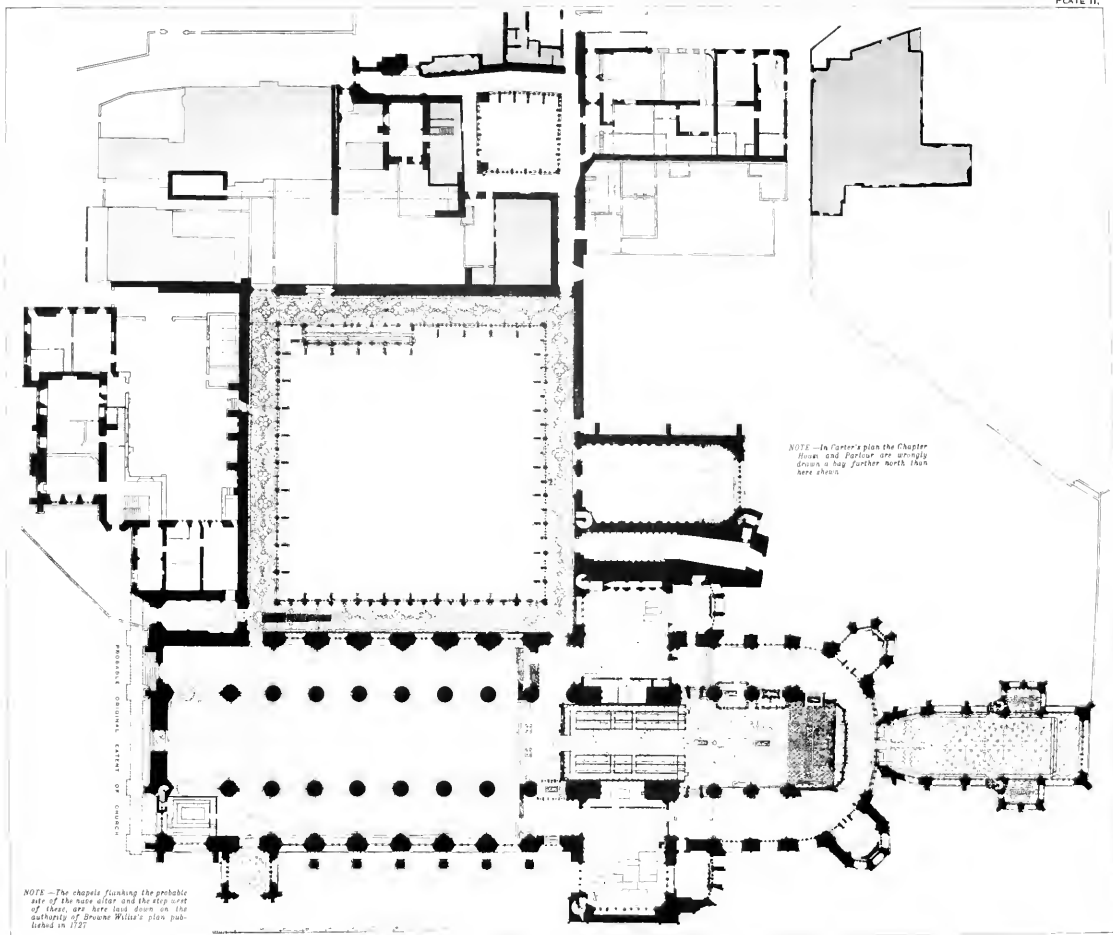 PLATE II.
NOTE —In Carter's plan the Chapter
House and Parlour are wrongly
drawn a bay further north than
here shewn
PROBABLE ORIGINAL EXTENT OF CHURCH
NOTE —The chapels flanking the probable
site of the nave altar and the step west
of these, are here laid down on the
authority of Browne Willis's plan pub-
lished in 1727